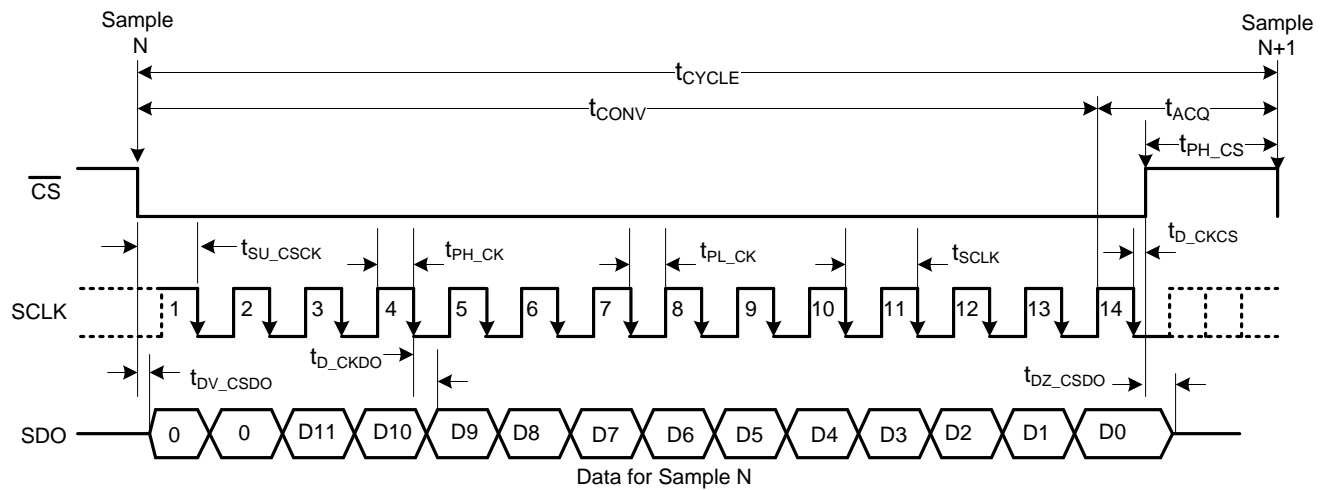 Sample
N
Sample
N+1
tCYCLE
tCONV
tACQ
tPH_CS
CS
tSU_CSCK
tPH_CK
tPL_CK
tSCLK
tD_CKCS
SCLK
1 2 3 4 5 6 7 8 9 10 11 12 13 14
tDV_CSDO
tD_CKDO
tDZ_CSDO
SDO
0 0 D11 D10 D9 D8 D7 D6 D5 D4 D3 D2 D1 D0
Data for Sample N